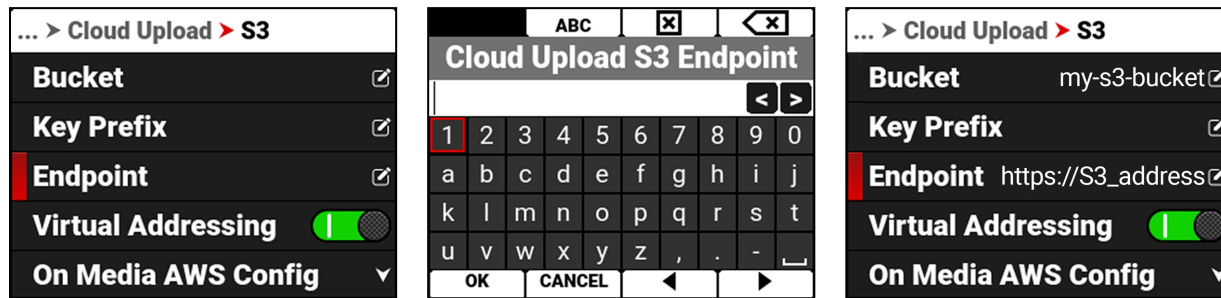 ... > Cloud Upload > S3
Bucket
Key Prefix
Endpoint
Virtual Addressing
On Media AWS Config
ABC
Cloud Upload S3 Endpoint
< >
1 2 3 4 5 6 7 8 9 0
a b c d e f g h i j
k l m n o p q r s t
u v w x y z , . -
OK CANCEL
... > Cloud Upload > S3
Bucket my-s3-bucket
Key Prefix
Endpoint https://S3_address
Virtual Addressing
On Media AWS Config